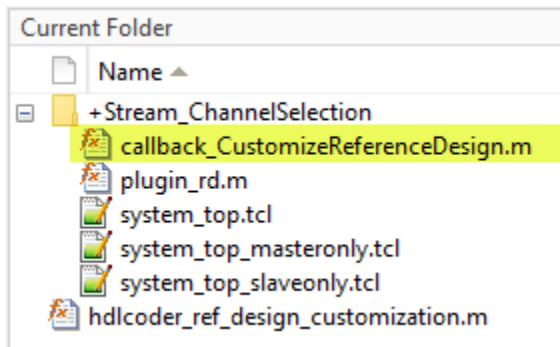 Current Folder
Name
+Stream_ChannelSelection
callback_CustomizeReferenceDesign.m
plugin_rd.m
system_top.tcl
system_top_masteronly.tcl
system_top_slaveonly.tcl
hdlcoder_ref_design_customization.m